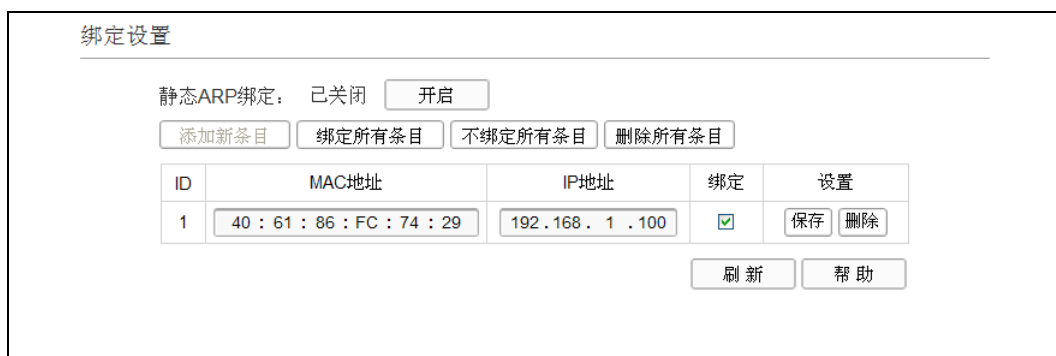 绑定设置
静态ARP绑定： 已关闭 开启
添加新条目 绑定所有条目 不绑定所有条目 删除所有条目
ID MAC地址 IP地址 绑定 设置
1 40 : 61 : 86 : FC : 74 : 29 192 . 168 . 1 . 100 保存 删除
刷 新 帮 助